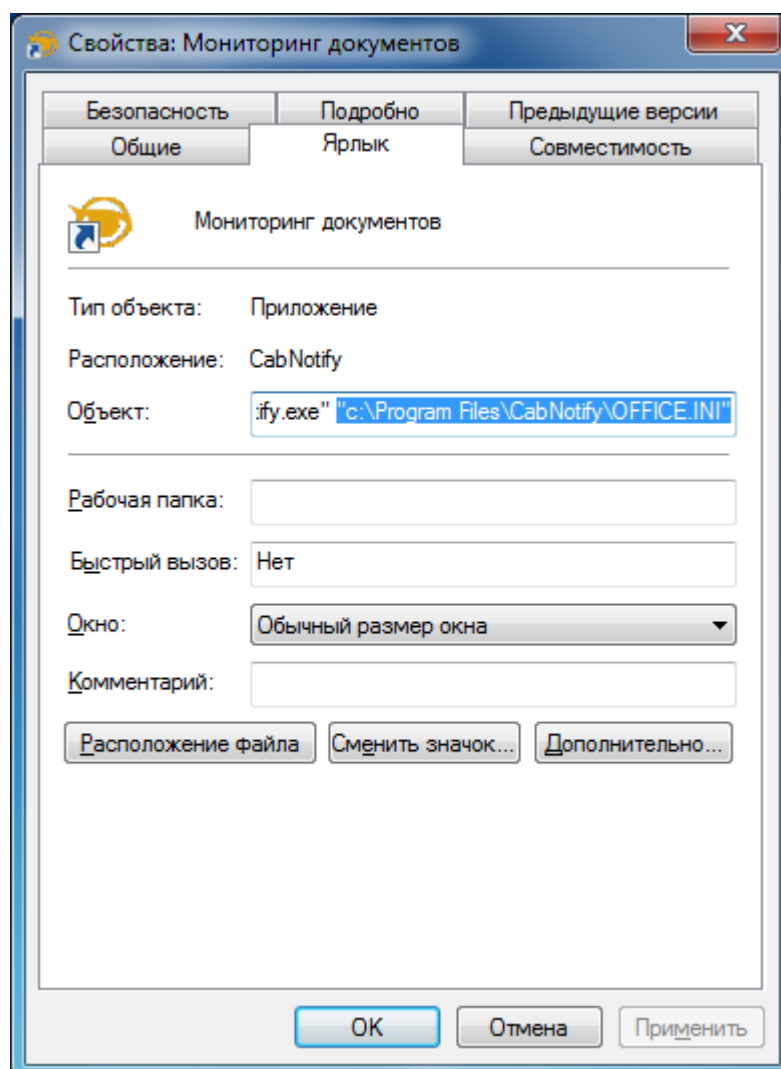 Свойства: Мониторинг документов
Безопасность Подробно Предыдущие версии
Общие Ярлык Совместимость
Мониторинг документов
Тип объекта: Приложение
Расположение: CabNotify
Объект: :ify.exe" "c:\Program Files\CabNotify\OFFICE.INI"
Рабочая папка:
Быстрый вызов: Нет
Окно: Обычный размер окна
Комментарий:
Расположение файла Сменить значок... Дополнительно...
OK Отмена Применить